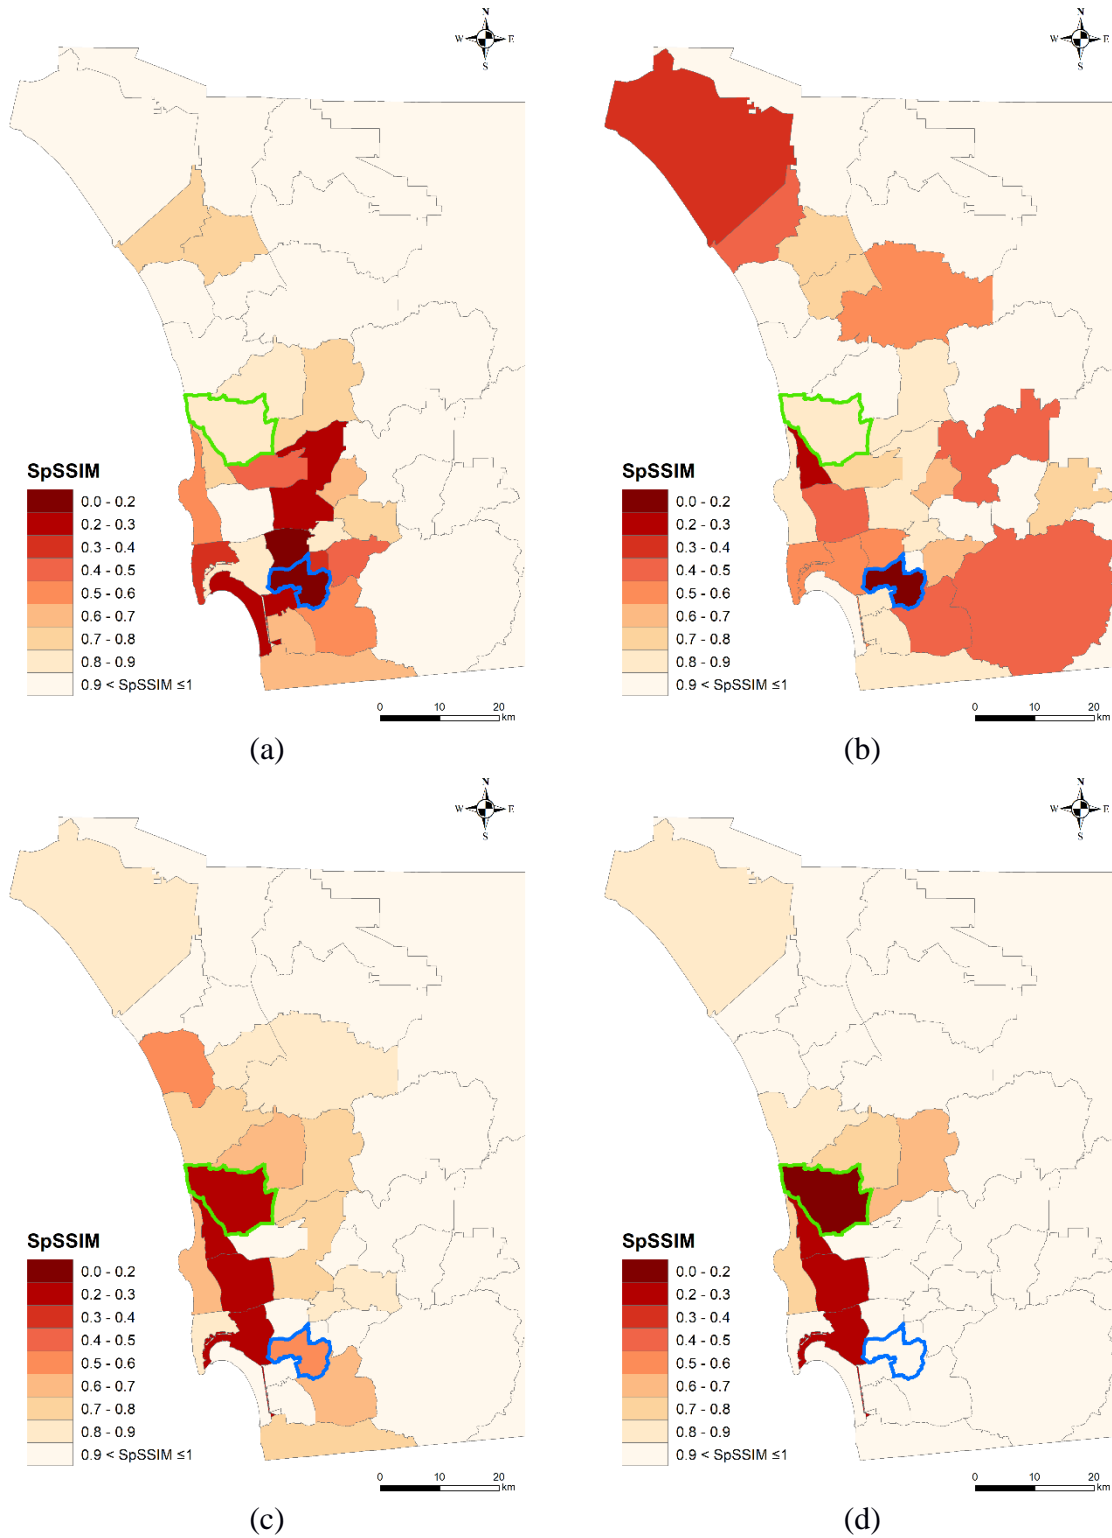 N
W E
S
SpSSIM
0.0 - 0.2
0.2 - 0.3
0.3 - 0.4
0.4 - 0.5
0.5 - 0.6
0.6 - 0.7
0.7 - 0.8
0.8 - 0.9
0.9 < SpSSIM ≤1
0 10 20
km
(a)
N
W E
S
SpSSIM
0.0 - 0.2
0.2 - 0.3
0.3 - 0.4
0.4 - 0.5
0.5 - 0.6
0.6 - 0.7
0.7 - 0.8
0.8 - 0.9
0.9 < SpSSIM ≤1
0 10 20
km
(b)
N
W E
S
SpSSIM
0.0 - 0.2
0.2 - 0.3
0.3 - 0.4
0.4 - 0.5
0.5 - 0.6
0.6 - 0.7
0.7 - 0.8
0.8 - 0.9
0.9 < SpSSIM ≤1
0 10 20
km
(c)
N
W E
S
SpSSIM
0.0 - 0.2
0.2 - 0.3
0.3 - 0.4
0.4 - 0.5
0.5 - 0.6
0.6 - 0.7
0.7 - 0.8
0.8 - 0.9
0.9 < SpSSIM ≤1
0 10 20
km
(d)